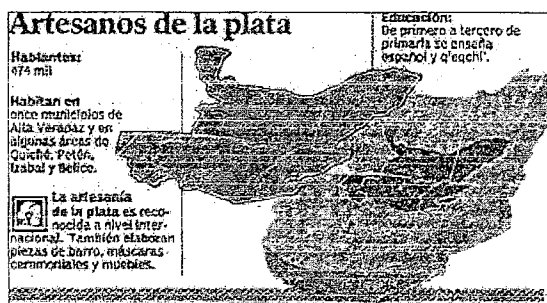 Artesanos de la plata
Hablantes:
474 mil
Habitan en
once municipios de
Alta Verapaz y en
algunas áreas de
Quiché, Petén,
Izabal y Belice.
La artesanía
de la plata es reco-
nocida a nivel inter-
nacional. También elaboran
piezas de barro, máscaras
ceremoniales y muebles.
Educación:
De primero a tercero de
primaria se enseña
español y q'eqchi'.